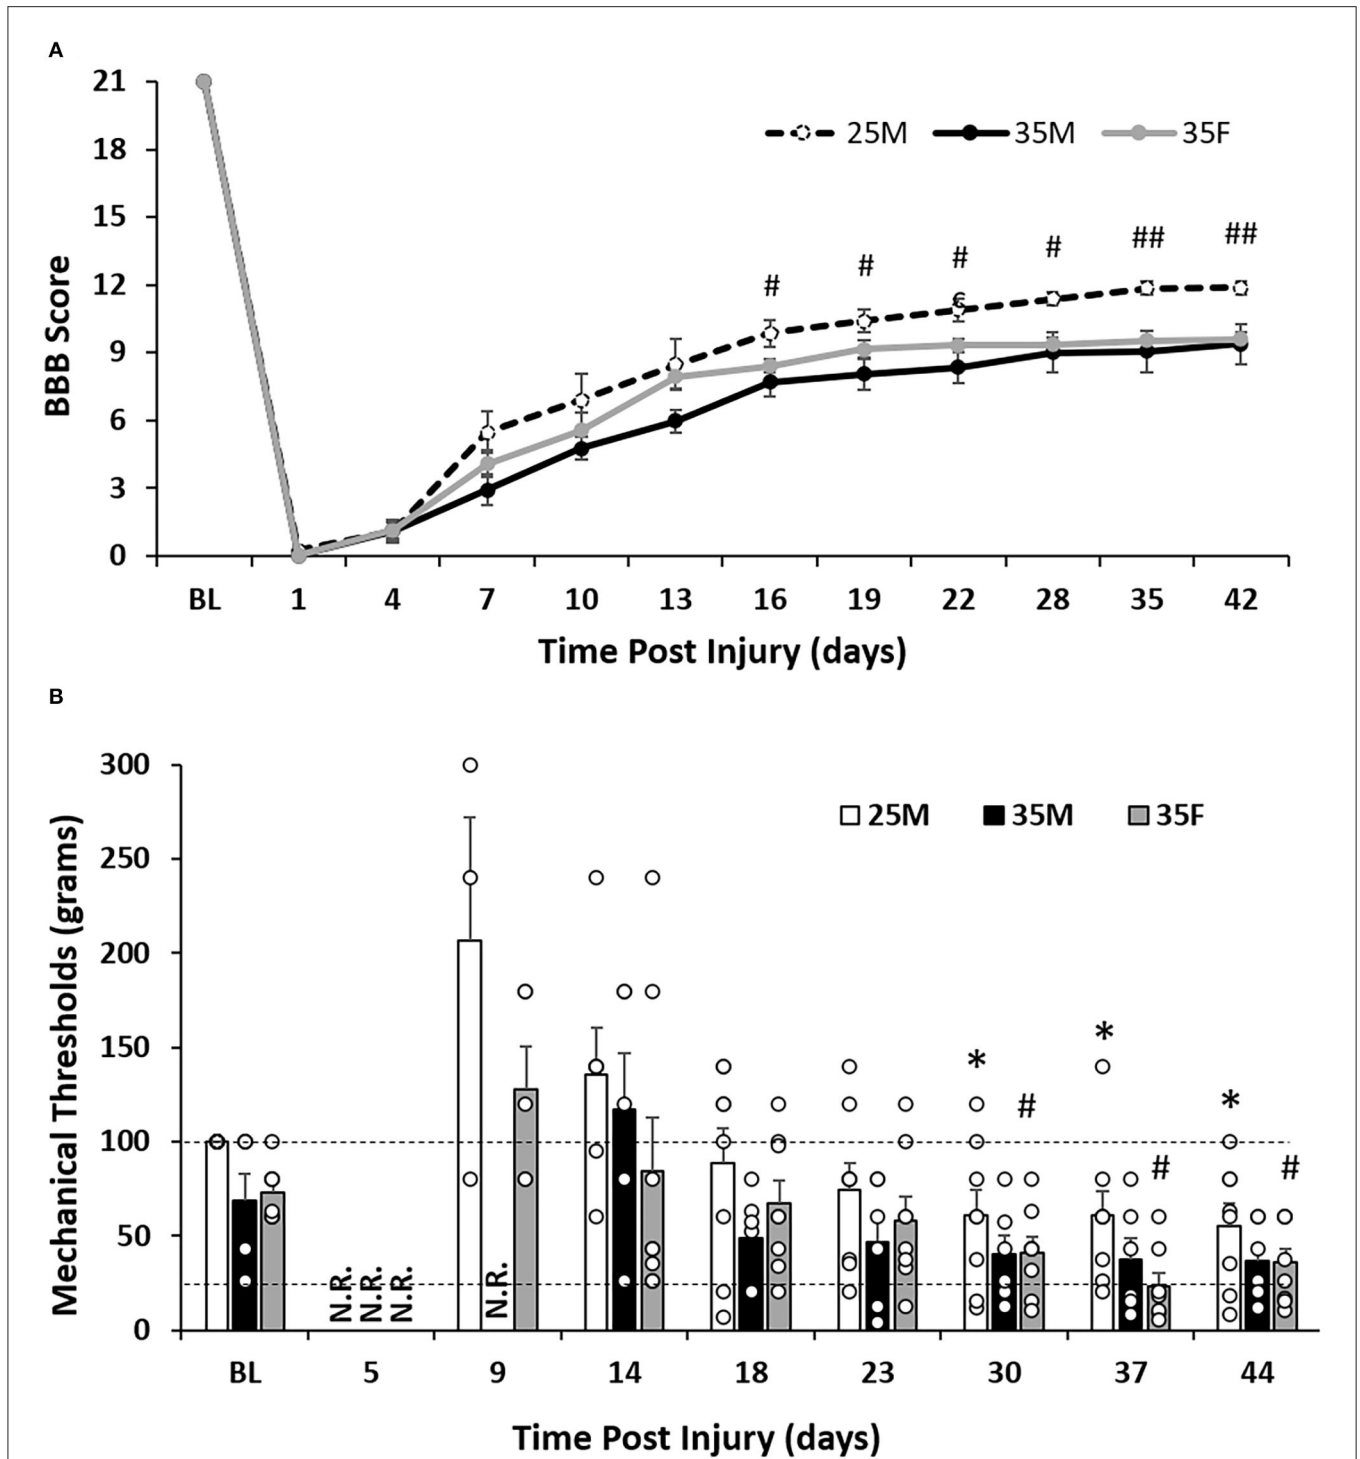 A
21
18
15
12
9
6
3
0
BBB Score
25M 35M 35F
# # # # ## ##
BL 1 4 7 10 13 16 19 22 28 35 42
Time Post Injury (days)
B
300
250
200
150
100
50
0
Mechanical Thresholds (grams)
25M 35M 35F
N.R. N.R. N.R.
N.R.
* # * # * #
BL 5 9 14 18 23 30 37 44
Time Post Injury (days)